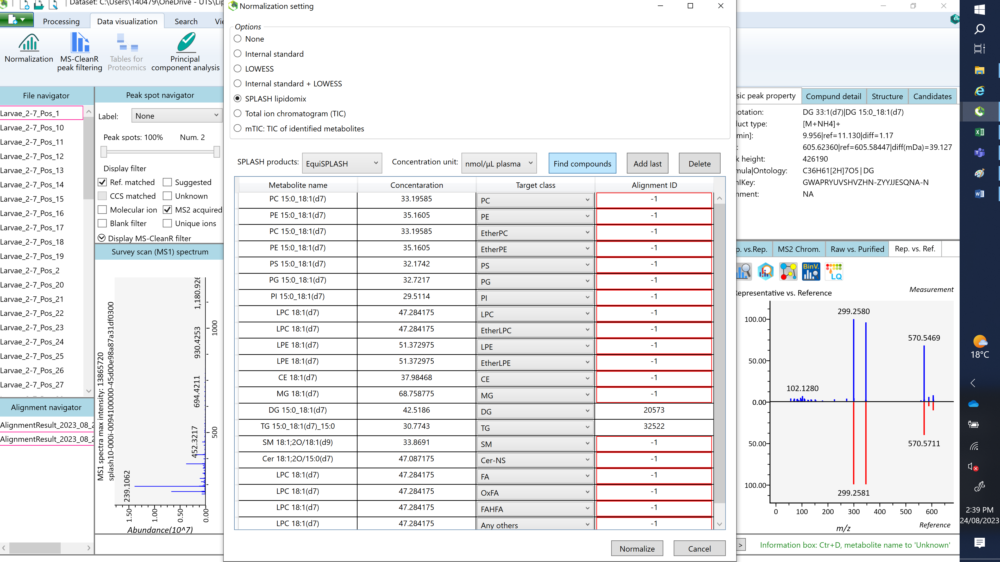 Dataset: C:\Users\140479\OneDrive - UTS\Lip
Processing
Data visualization
Search
Normalization
MS-CleanR
peak filtering
Tables for
Proteomics
Principal
component analysis
File navigator
Larvae_2-7_Pos_1
Larvae_2-7_Pos_10
Larvae_2-7_Pos_11
Larvae_2-7_Pos_12
Larvae_2-7_Pos_13
Larvae_2-7_Pos_14
Larvae_2-7_Pos_15
Larvae_2-7_Pos_16
Larvae_2-7_Pos_17
Larvae_2-7_Pos_18
Larvae_2-7_Pos_19
Larvae_2-7_Pos_2
Larvae_2-7_Pos_20
Larvae_2-7_Pos_21
Larvae_2-7_Pos_22
Larvae_2-7_Pos_23
Larvae_2-7_Pos_24
Larvae_2-7_Pos_25
Larvae_2-7_Pos_26
Larvae_2-7_Pos_27
Alignment navigator
AlignmentResult_2023_08_2
AlignmentResult_2023_08_2
Peak spot navigator
Label: None
Peak spots: 100% Num. 2
Display filter
Ref. matched Suggested
CCS matched Unknown
Molecular ion MS2 acquired
Blank filter Unique ions
Display MS-CleanR filter
Survey scan (MS1) spectrum
MS1 spectra max intensity: 13865720
splash10-000i-0094100000-45d00e98a87a31df0300
1,180.926
930.4253
694.4211
452.3217
239.1062
1000
500
1.50 1.00 0.50 0.00
Abundance(10^7)
Normalization setting
Options
None
Internal standard
LOWESS
Internal standard + LOWESS
SPLASH lipidomix
Total ion chromatogram (TIC)
mTIC: TIC of identified metabolites
SPLASH products: EquiSPLASH Concentration unit: nmol/μL plasma Find compounds Add last Delete
Metabolite name Concentaration Target class Alignment ID
PC 15:0_18:1(d7) 33.19585 PC -1
PE 15:0_18:1(d7) 35.1605 PE -1
PC 15:0_18:1(d7) 33.19585 EtherPC -1
PE 15:0_18:1(d7) 35.1605 EtherPE -1
PS 15:0_18:1(d7) 32.1742 PS -1
PG 15:0_18:1(d7) 32.7217 PG -1
PI 15:0_18:1(d7) 29.5114 PI -1
LPC 18:1(d7) 47.284175 LPC -1
LPC 18:1(d7) 47.284175 EtherLPC -1
LPE 18:1(d7) 51.372975 LPE -1
LPE 18:1(d7) 51.372975 EtherLPE -1
CE 18:1(d7) 37.98468 CE -1
MG 18:1(d7) 68.758775 MG -1
DG 15:0_18:1(d7) 42.5186 DG 20573
TG 15:0_18:1(d7)_15:0 30.7743 TG 32522
SM 18:1;2O/18:1(d9) 33.8691 SM -1
Cer 18:1;2O/15:0(d7) 47.087175 Cer-NS -1
LPC 18:1(d7) 47.284175 FA -1
LPC 18:1(d7) 47.284175 OxFA -1
LPC 18:1(d7) 47.284175 FAHFA -1
LPC 18:1(d7) 47.284175 Any others -1
Normalize Cancel
sic peak property Compund detail Structure Candidates
otation: DG 33:1(d7)|DG 15:0_18:1(d7)
uct type: [M+NH4]+
min]: 9.956|ref=11.130|diff=1.17
: 605.62360|ref=605.58447|diff(mDa)=39.127
k height: 426190
mula|Ontology: C36H61[2H]7O5|DG
hIKey: GWAPRYUVSHVZHN-ZYYJJESQNA-N
nment: NA
p. vs.Rep. MS2 Chrom. Raw vs. Purified Rep. vs. Ref.
BinV.
LQ
Representative vs. Reference
Measurement
299.2580
570.5469
102.1280
100.00
50.00
0.00
50.00
100.00
570.5711
299.2581
0 100 200 300 400 500 600
m/z
Reference
> Information box: Ctr+D, metabolite name to 'Unknown'
18°C
2:39 PM
24/08/2023